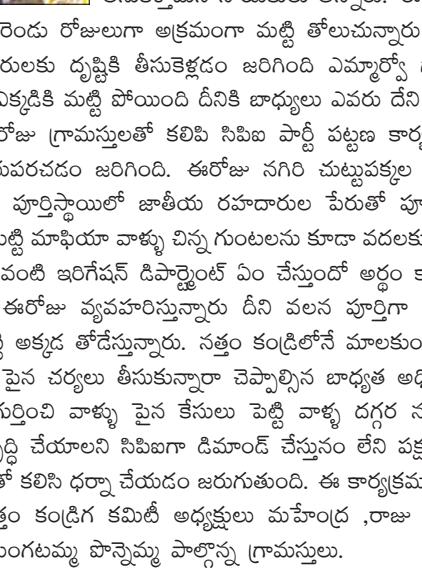 రెండు రోజులుగా అక్రమంగా మట్టి తోలుచున్నారు
రులకు దృష్టికి తీసుకెళ్లడం జరిగింది ఎమ్మార్వో
ఎక్కడికి మట్టి పోయింది దీనికి బాధ్యులు ఎవరు దేని
రోజు గ్రామస్తులతో కలిపి సిపిఐ పార్టీ పట్టణ కార్య
పరచడం జరిగింది. ఈరోజు నగిరి చుట్టుపక్కల
పూర్తిస్థాయిలో జాతీయ రహదారుల పేరుతో పూ
ట్టి మాఫియా వాళ్ళు చిన్న గుంటలను కూడా వదలకు
వంటి ఇరిగేషన్ డిపార్ట్మెంట్ ఏం చేస్తుందో అర్థం క
ఈరోజు వ్యవహరిస్తున్నారు దీని వలన పూర్తిగా
అక్కడ తోడేస్తున్నారు. నత్తం కండ్రిలోనే మాలకుం
పైన చర్యలు తీసుకున్నారా చెప్పాల్సిన బాధ్యత అధి
గుర్తించి వాళ్ళు పైన కేసులు పెట్టి వాళ్ళ దగ్గర న
ద్ధి చేయాలని సిపిఐగా డిమాండ్ చేస్తునం లేని పక్ష
తో కలిసి ధర్నా చేయడం జరుగుతుంది. ఈ కార్యక్రమ
త్తం కండ్రిగ కమిటీ అధ్యక్షులు మహేంద్ర ,రాజు
ంగటమ్మ పొన్నెమ్మ పాల్గొన్న గ్రామస్తులు.